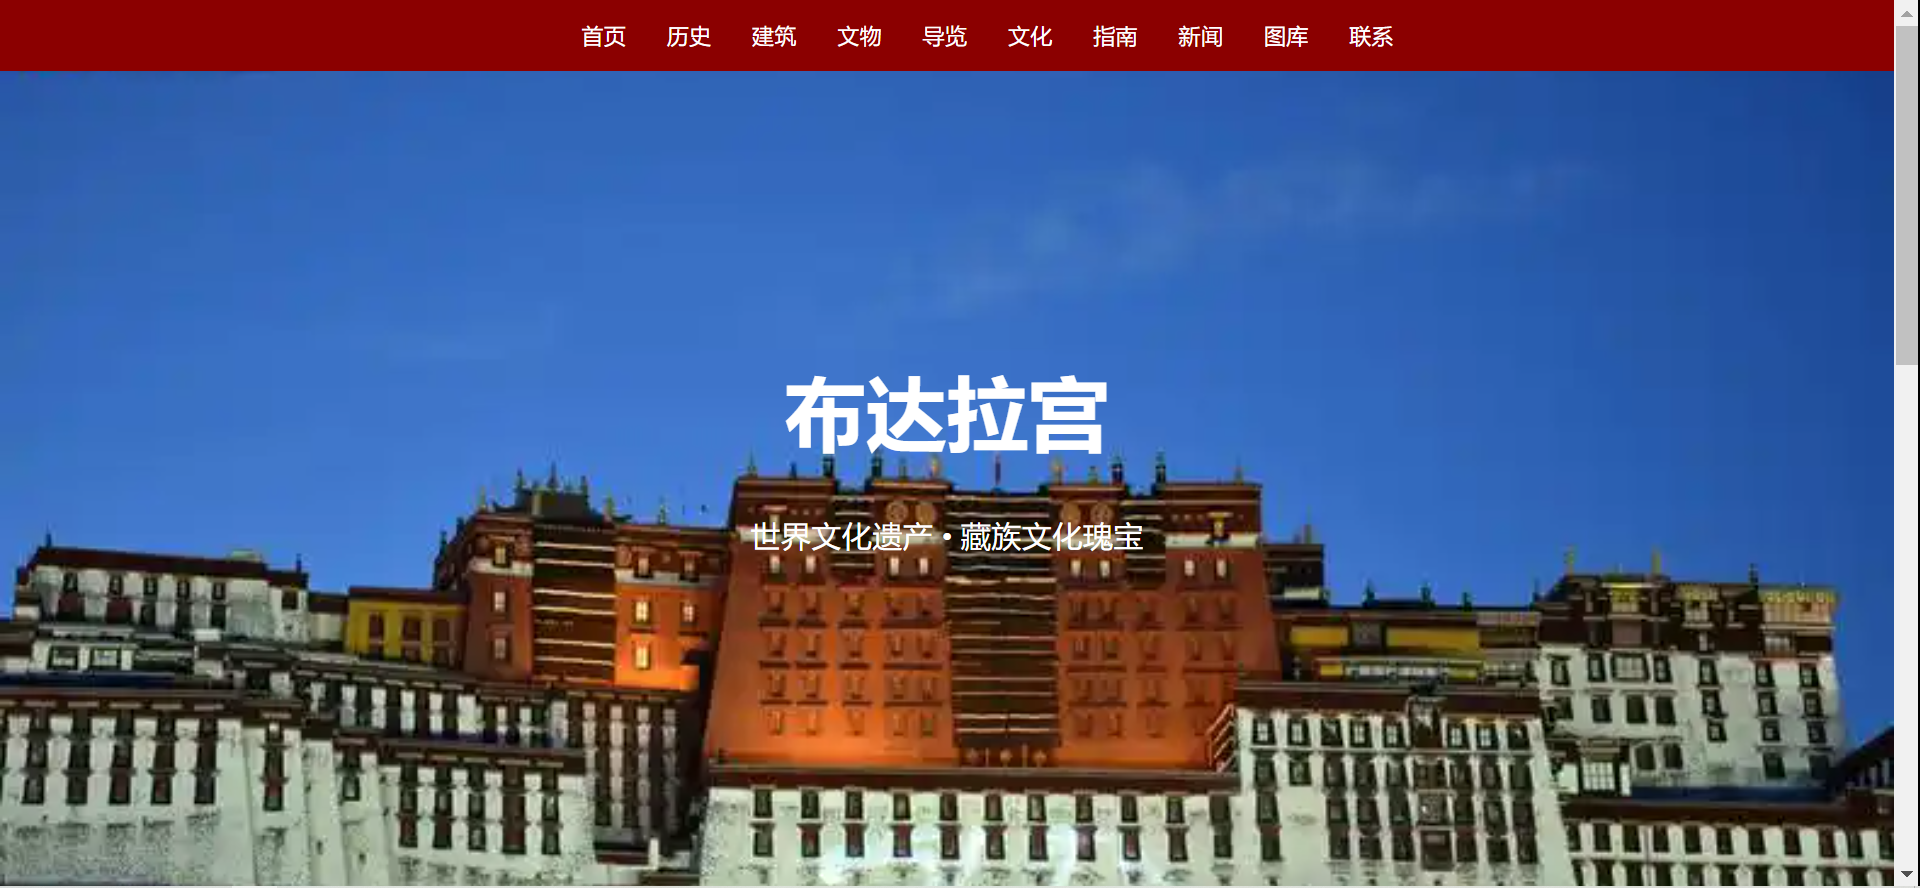 首页 历史 建筑 文物 导览 文化 指南 新闻 图库 联系
布达拉宫
世界文化遗产 • 藏族文化瑰宝